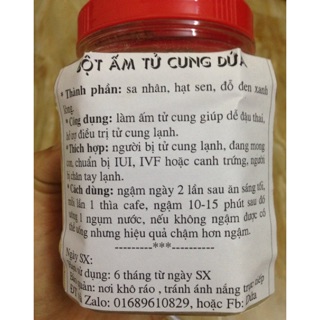 BỘT ẤM TỬ CUNG DỪA
* Thành phần: sa nhân, hạt sen, đỗ đen xanh
lòng.
* Công dụng: làm ấm tử cung giúp dễ đậu thai,
hỗ trợ điều trị tử cung lạnh.
*Thích hợp: người bị tử cung lạnh, đang mong
con, chuẩn bị IUI, IVF hoặc canh trứng, người
bị chân tay lạnh.
*Cách dùng: ngậm ngày 2 lần sau ăn sáng tối,
mỗi lần 1 thìa cafe, ngậm 10-15 phút sau đó
uống 1 ngụm nước, nếu không ngậm được có
thể uống nhưng hiệu quả chậm hơn ngậm.
----------***----------
Ngày SX:
Hạn sử dụng: 6 tháng từ ngày SX
Bảo quản: nơi khô ráo , tránh ánh nắng trực tiếp
Zalo: 01689610829, hoặc Fb: Dừa